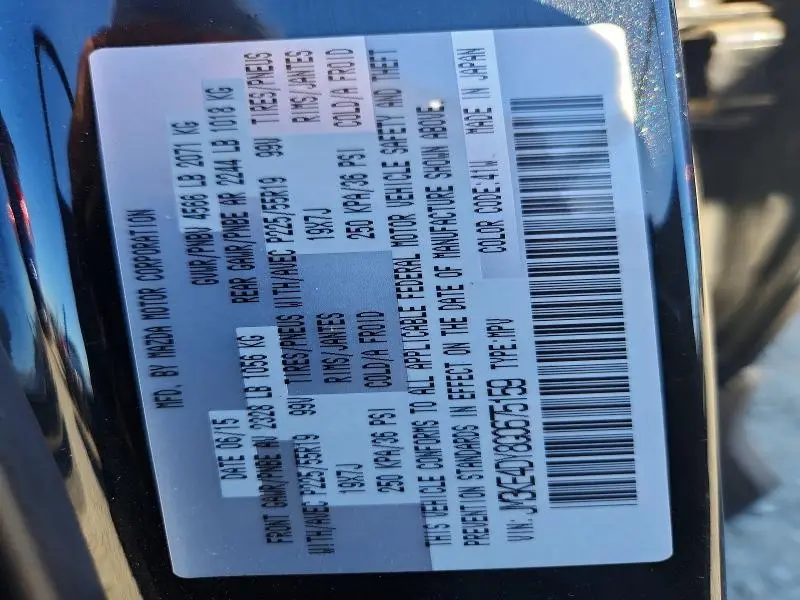 MFD. BY MAZDA MOTOR CORPORATION
DATE 06/15 GVWR/PNBV 4566 LB 2071 KG
FRONT GAWR/PNBE AV 2328 LB 1056 KG REAR GAWR/PNBE AR 2244 LB 1018 KG
WITH/AVEC P225/55R19 99V TIRES/PNEUS WITH/AVEC P225/55R19 99V TIRES/PNEUS
19X7J RIMS/JANTES 19X7J RIMS/JANTES
250 KPA/36 PSI COLD/A FROID 250 KPA/36 PSI COLD/A FROID
THIS VEHICLE CONFORMS TO ALL APPLICABLE FEDERAL MOTOR VEHICLE SAFETY AND THEFT
PREVENTION STANDARDS IN EFFECT ON THE DATE OF MANUFACTURE SHOWN ABOVE.
COLOR CODE:41W MADE IN JAPAN
VIN: JM3KE4DY8G0675159 TYPE:MPV